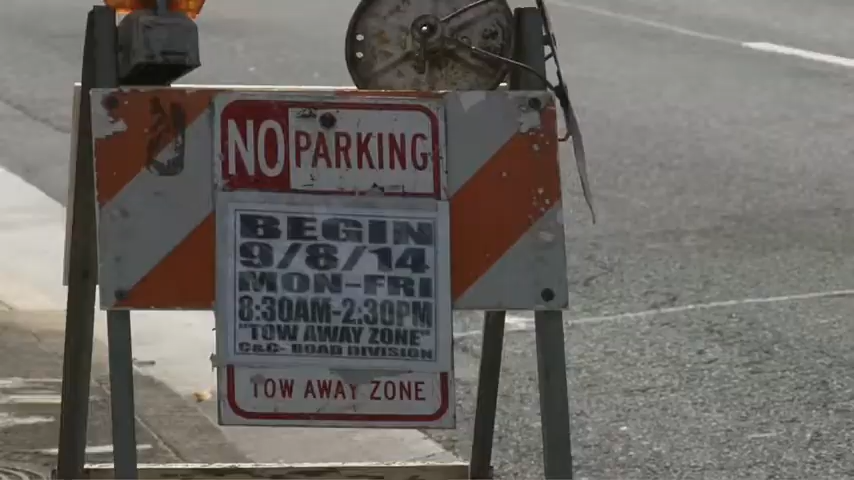 NO PARKING
BEGIN
9/8/14
MON-FRI
8:30AM-2:30PM
"TOW AWAY ZONE"
C&C- ROAD DIVISION
TOW AWAY ZONE